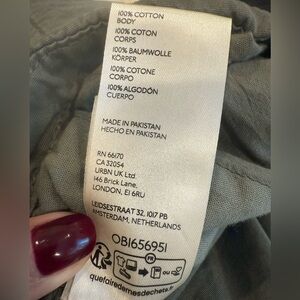 100% COTTON
BODY
100% COTON
CORPS
100% BAUMWOLLE
KÖRPER
100% COTONE
CORPO
100% ALGODÓN
CUERPO
MADE IN PAKISTAN
HECHO EN PAKISTAN
RN 66170
CA 32054
URBN UK Ltd.
146 Brick Lane,
LONDON, E1 6RU
LEIDSESTRAAT 32, 1017 PB
AMSTERDAM, NETHERLANDS
OB1656951
FR
quefairedemesdechets.fr